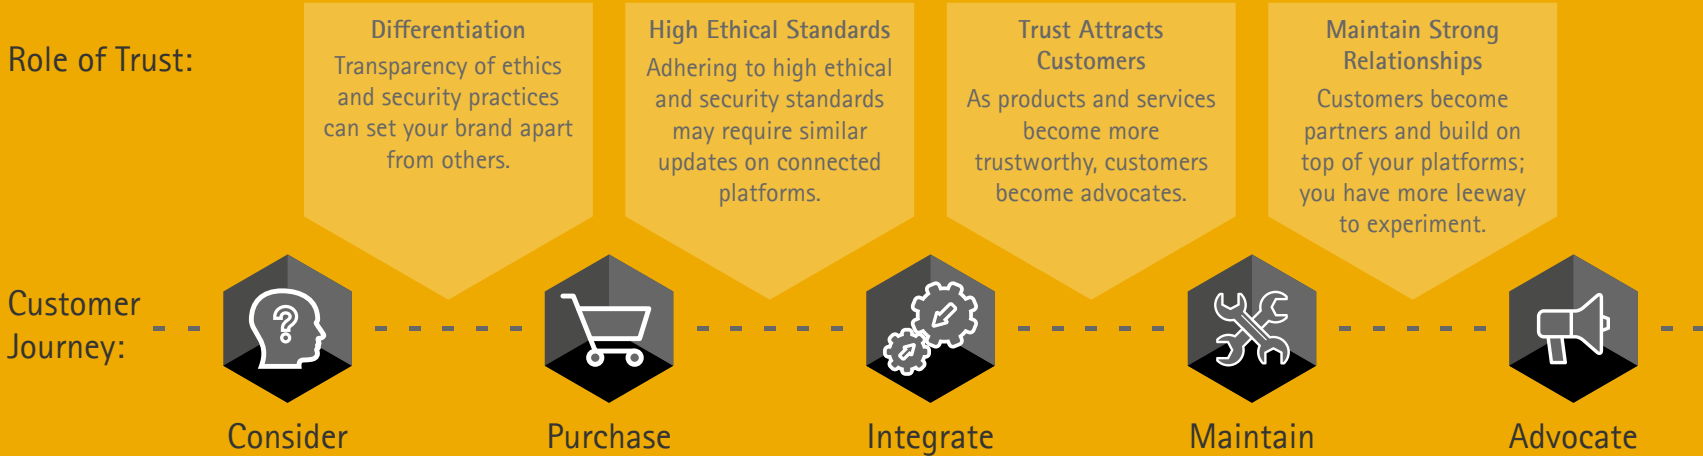 Role of Trust:
Differentiation
Transparency of ethics
and security practices
can set your brand apart
from others.
High Ethical Standards
Adhering to high ethical
and security standards
may require similar
updates on connected
platforms.
Trust Attracts
Customers
As products and services
become more
trustworthy, customers
become advocates.
Maintain Strong
Relationships
Customers become
partners and build on
top of your platforms;
you have more leeway
to experiment.
Customer
Journey:
?
Consider
Purchase
Integrate
Maintain
Advocate